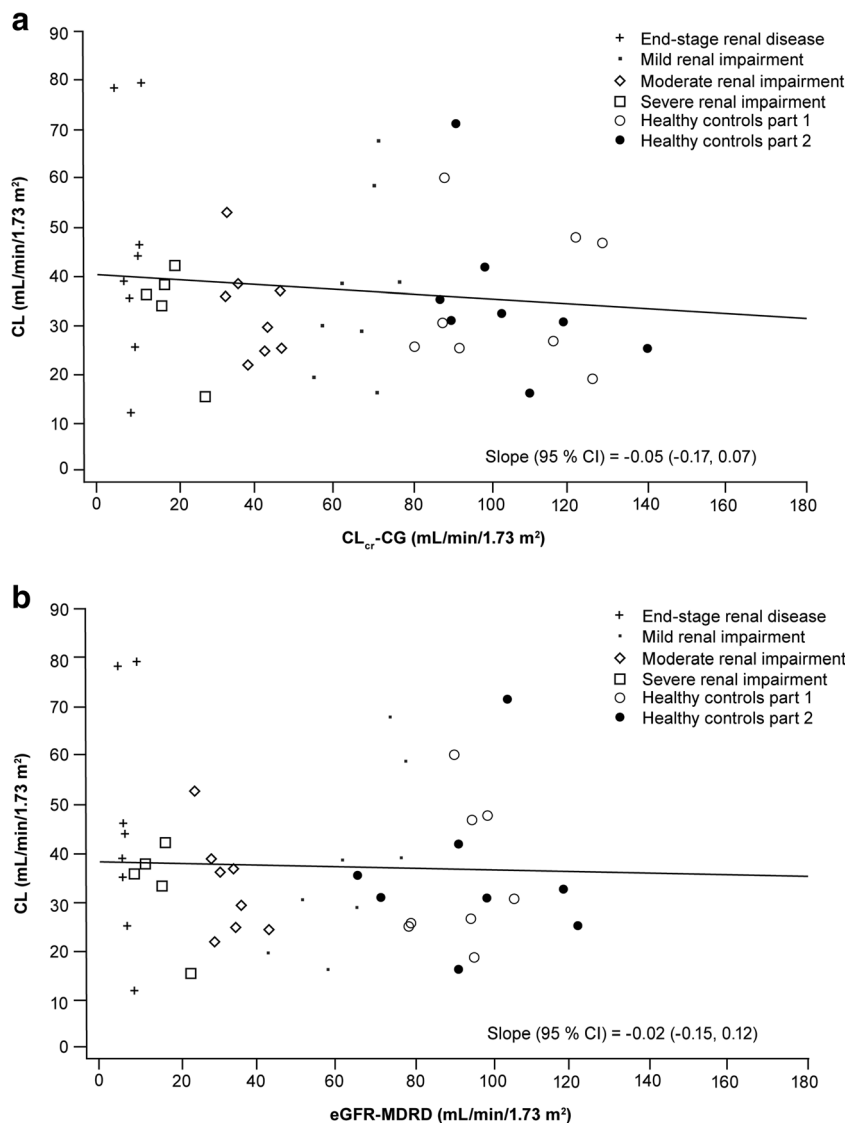 a
90
80
70
60
50
40
30
20
10
0
CL (mL/min/1.73 m²)
End-stage renal disease
Mild renal impairment
Moderate renal impairment
Severe renal impairment
Healthy controls part 1
Healthy controls part 2
Slope (95 % CI) = -0.05 (-0.17, 0.07)
0 20 40 60 80 100 120 140 160 180
CLcr-CG (mL/min/1.73 m²)
b
90
80
70
60
50
40
30
20
10
0
CL (mL/min/1.73 m²)
End-stage renal disease
Mild renal impairment
Moderate renal impairment
Severe renal impairment
Healthy controls part 1
Healthy controls part 2
Slope (95 % CI) = -0.02 (-0.15, 0.12)
0 20 40 60 80 100 120 140 160 180
eGFR-MDRD (mL/min/1.73 m²)